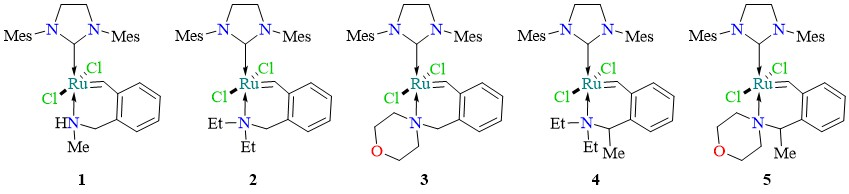 N N N N N N N N N N
Mes Mes Mes Mes Mes Mes Mes Mes Mes Mes
Cl Cl Cl Cl Cl
Ru Ru Ru Ru Ru
Cl Cl Cl Cl Cl
HN Et N N Et N N
Me Et O Et Me O Me
1 2 3 4 5